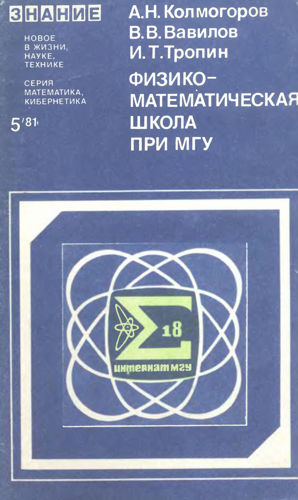 ЗНАНИЕ
НОВОЕ
В ЖИЗНИ,
НАУКЕ,
ТЕХНИКЕ
СЕРИЯ
МАТЕМАТИКА,
КИБЕРНЕТИКА
5'81
А.Н.Колмогоров
В.В.Вавилов
И.Т.Тропин
ФИЗИКО-
МАТЕМАТИЧЕСКАЯ
ШКОЛА
ПРИ МГУ
Σ 18
интернат мгу